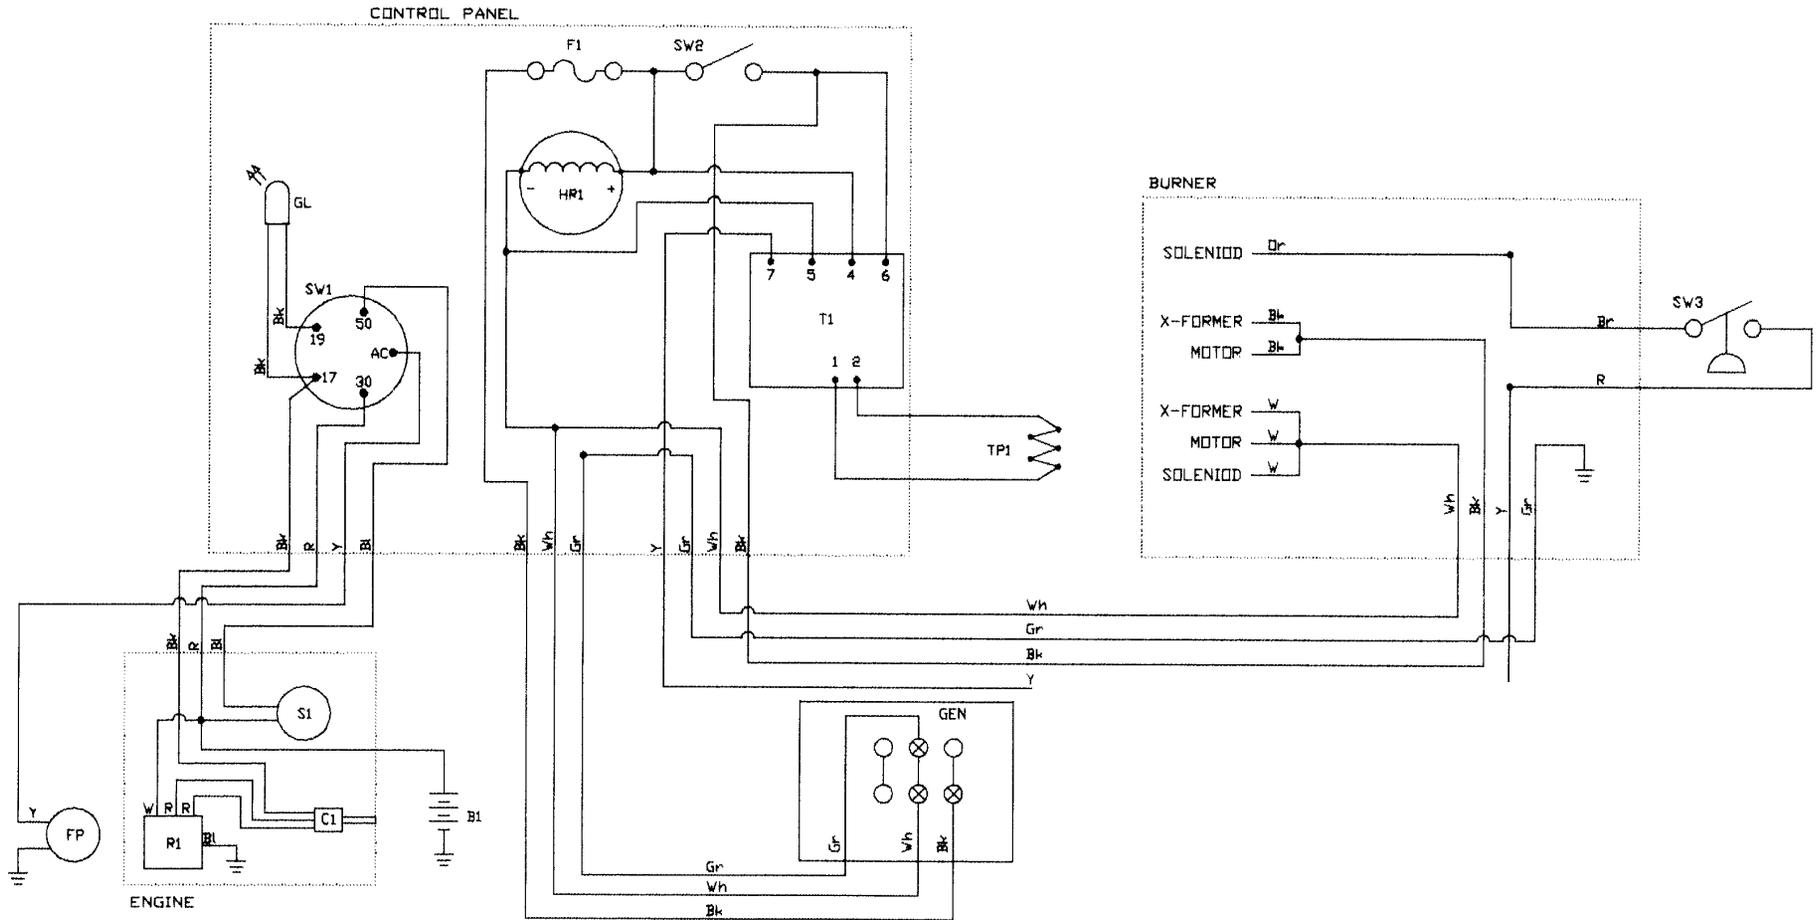 CONTROL PANEL
F1
SW2
HR1
-
+
GL
SW1
Bk
Bk
19
50
AC
17
30
7 5 4 6
T1
1 2
TP1
BURNER
SOLENIOD Or
X-FORMER Bk
MOTOR Bk
X-FORMER W
MOTOR W
SOLENIOD W
Br
SW3
R
Wh
Bk
Y
Gr
Bk
R
Y
Bl
Bk
Wh
Gr
Y
Gr
Wh
Bk
Wh
Gr
Bk
Y
Bk
R
Bl
S1
W R R
C1
R1
Bl
Y
FP
B1
ENGINE
GEN
Gr
Wh
Bk
Gr
Wh
Bk